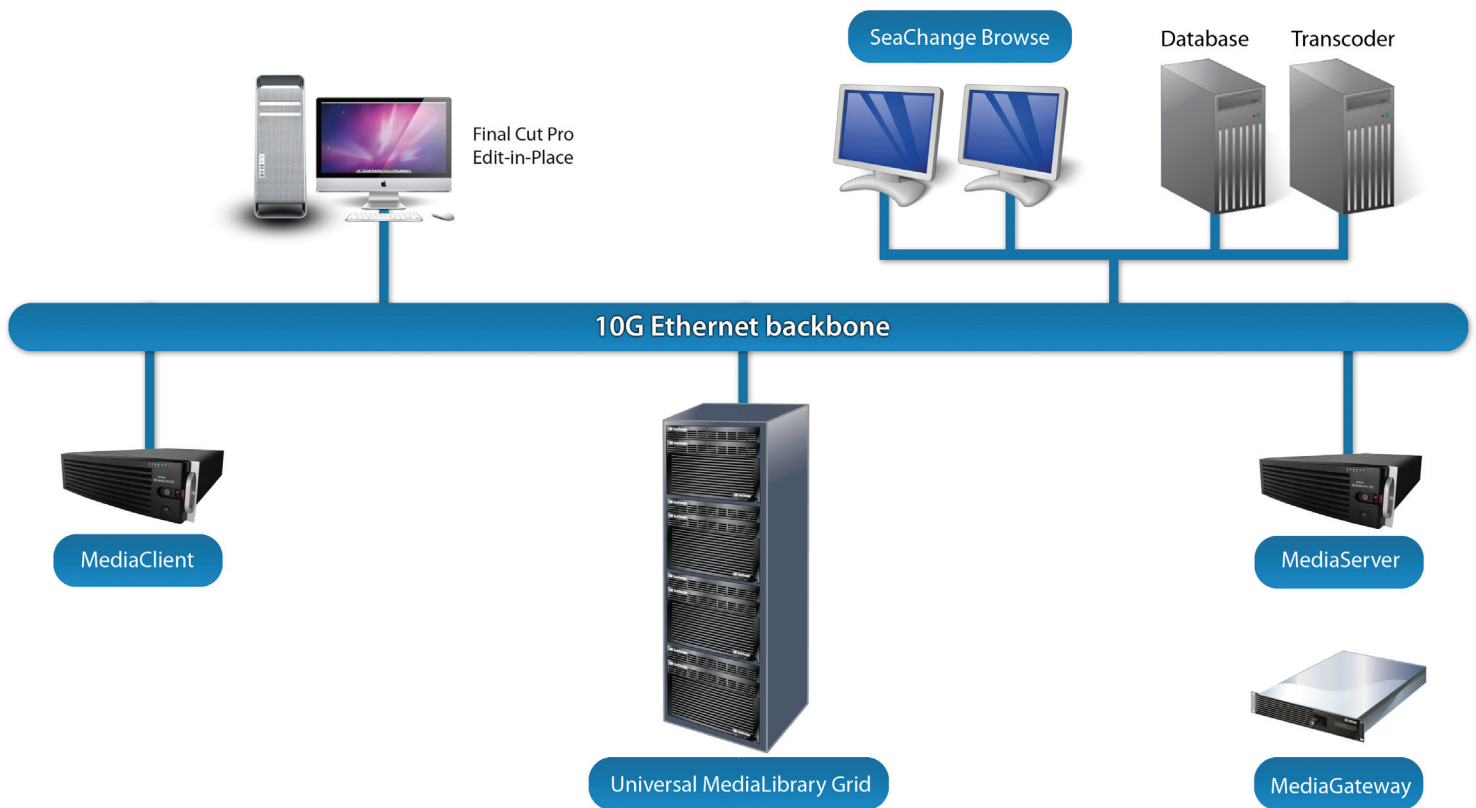 SeaChange Browse
Database
Transcoder
Final Cut Pro
Edit-in-Place
10G Ethernet backbone
MediaClient
MediaServer
Universal MediaLibrary Grid
MediaGateway